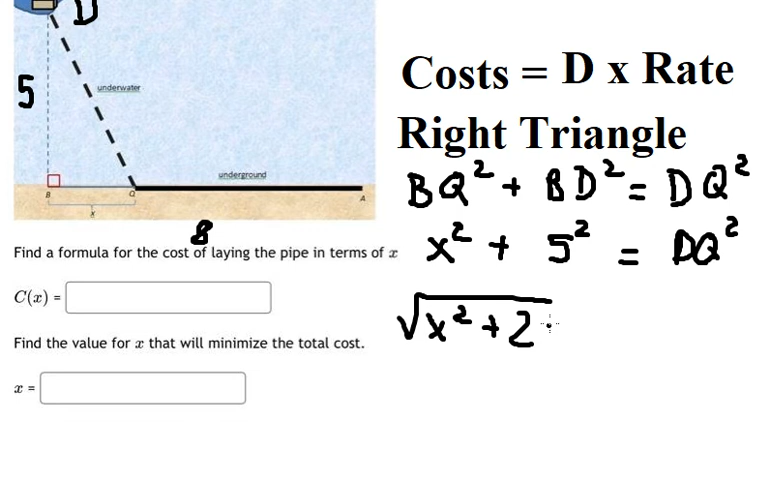 D
5
underwater
underground
B
Q
A
x
8
Costs = D x Rate
Right Triangle
BQ² + BD² = DQ²
x² + 5² = DQ²
√x² + 2
Find a formula for the cost of laying the pipe in terms of x
C(x) =
Find the value for x that will minimize the total cost.
x =